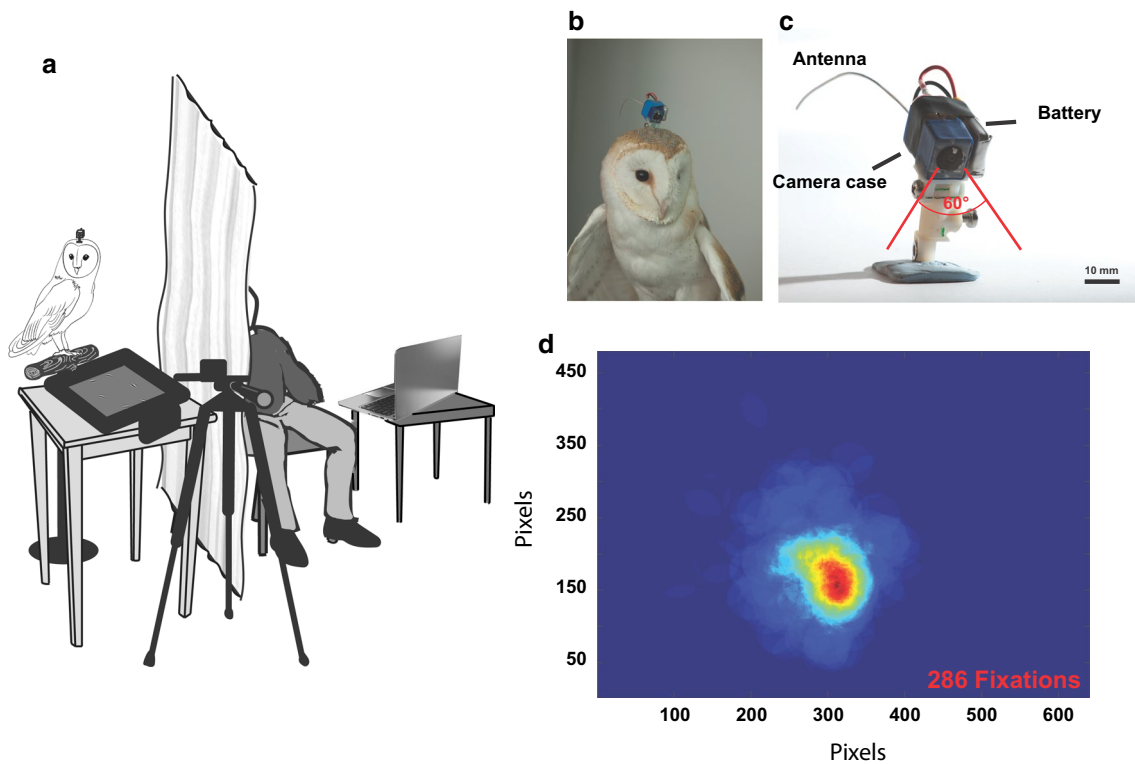 a
b
c
Antenna
Battery
Camera case
60°
10 mm
d
450
350
250
150
50
Pixels
286 Fixations
100
200
300
400
500
600
Pixels